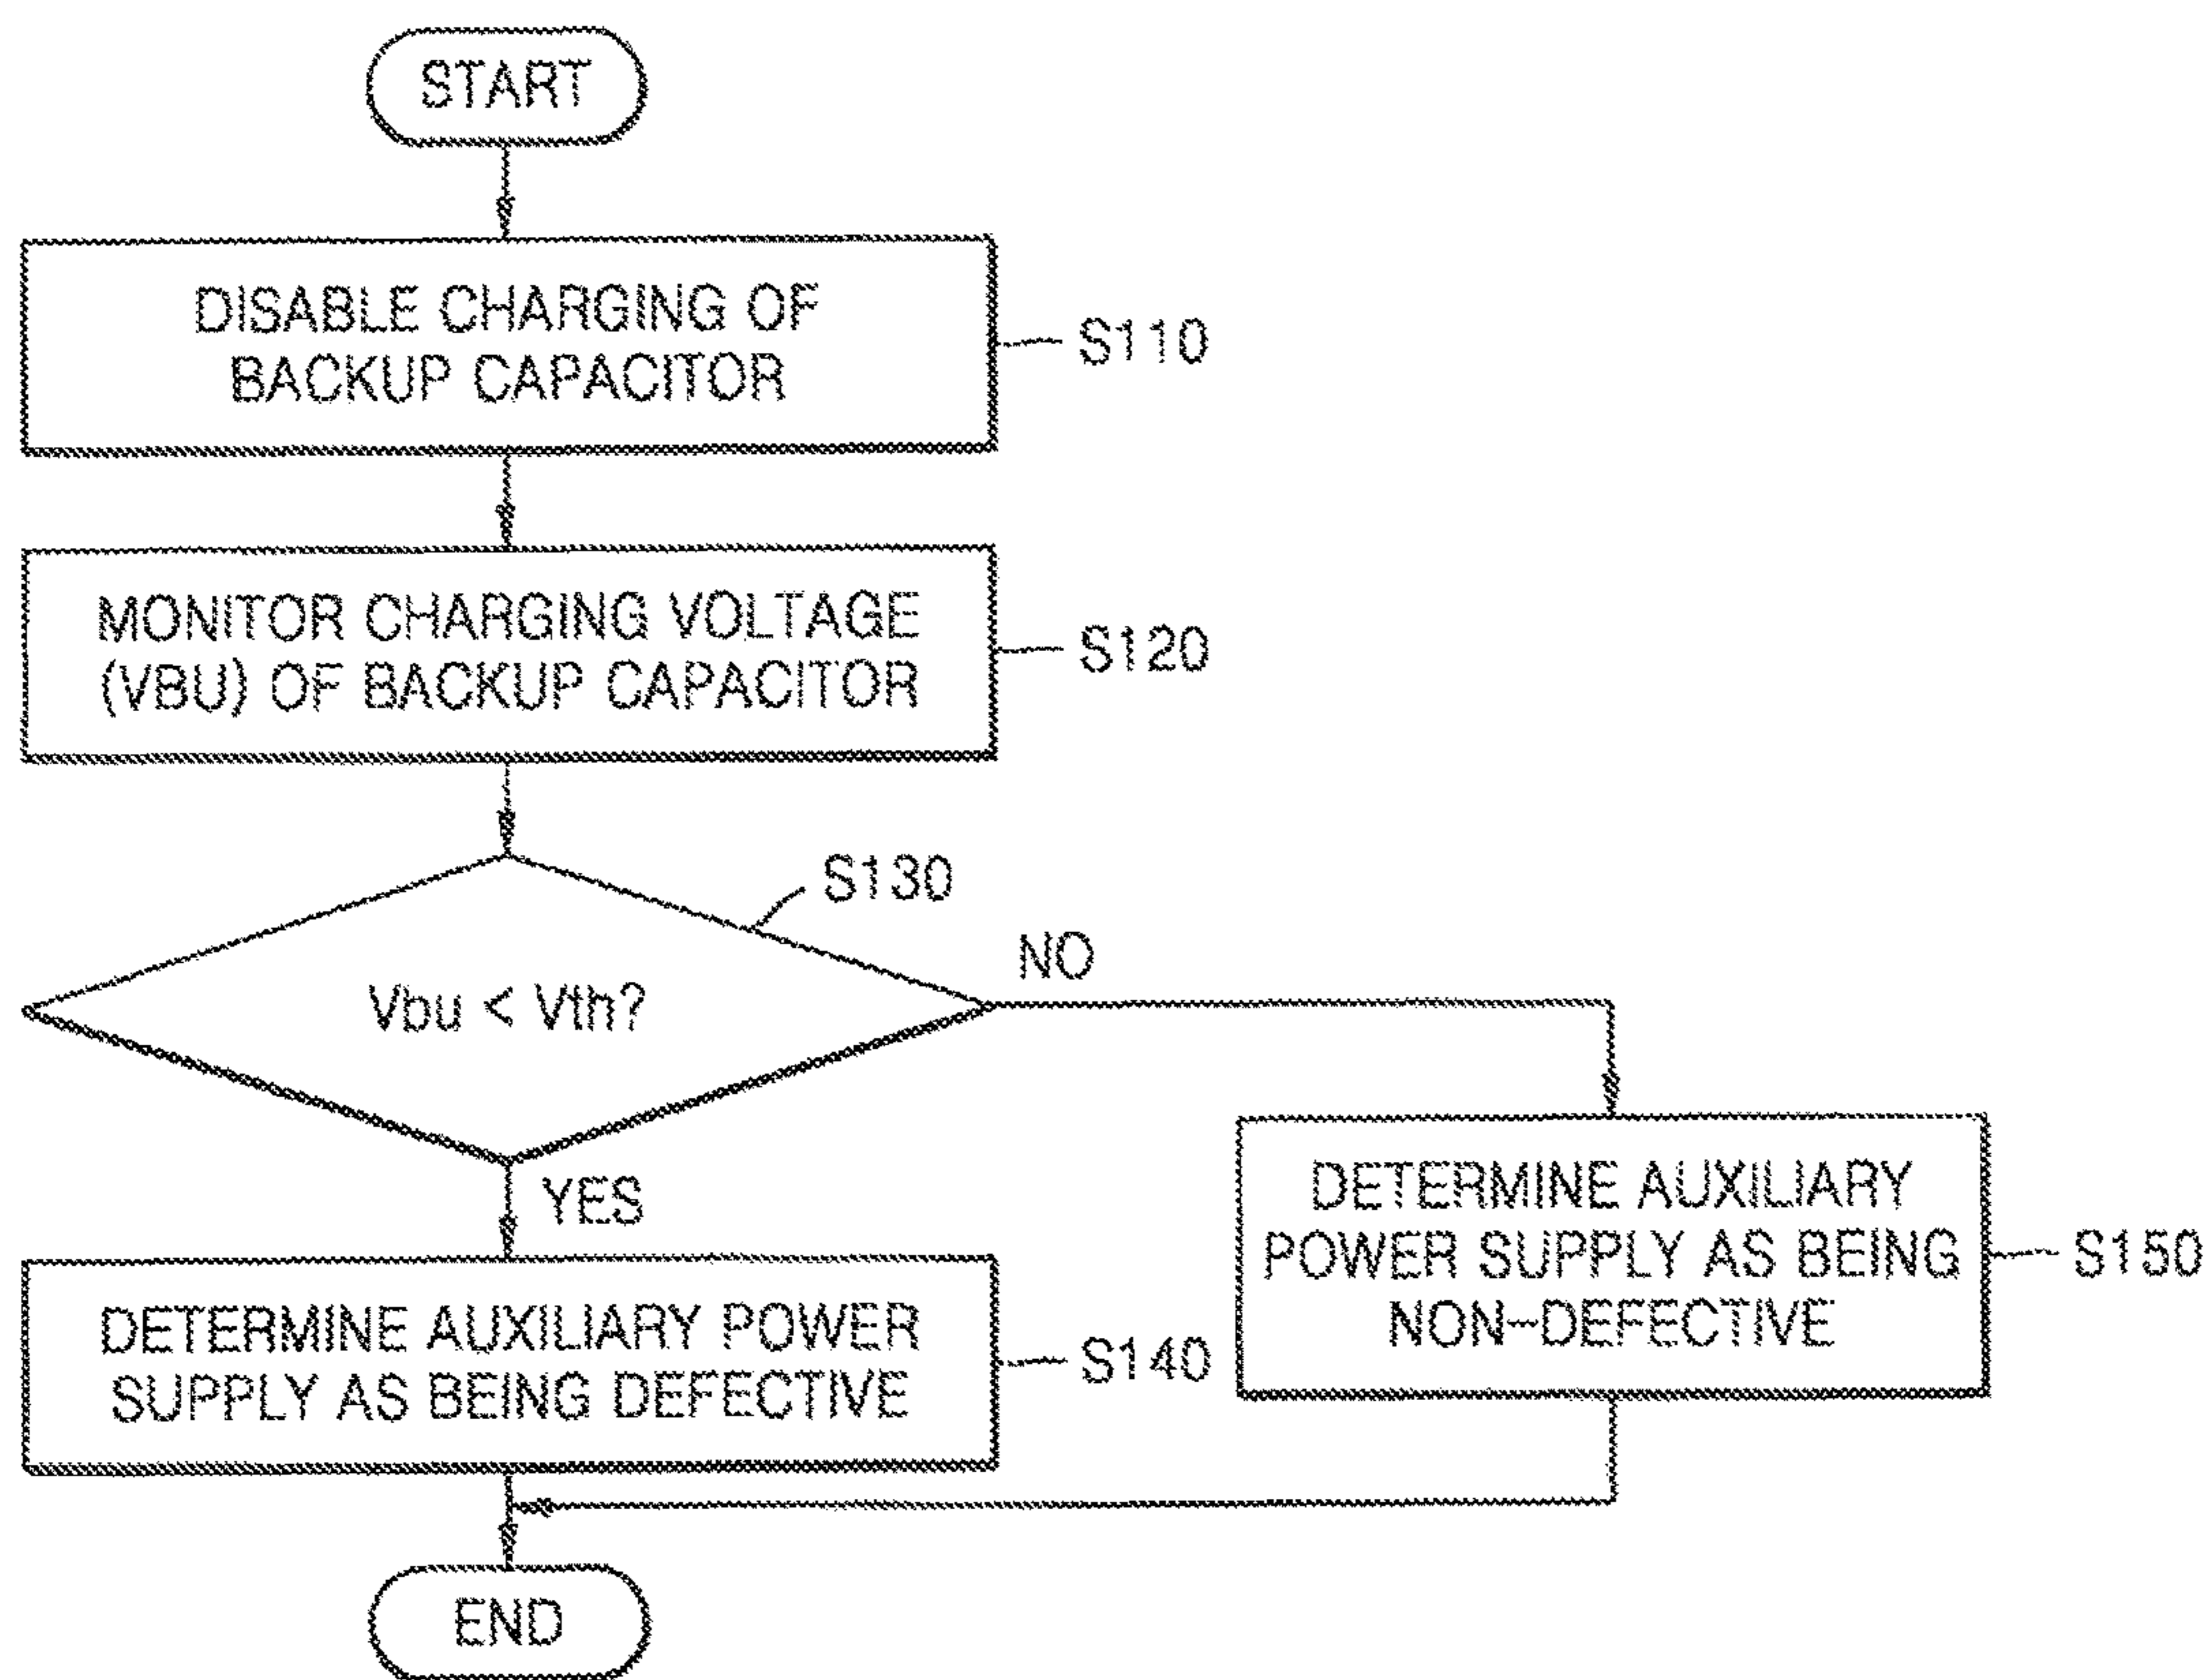 START
DISABLE CHARGING OF
BACKUP CAPACITOR
S110
MONITOR CHARGING VOLTAGE
(VBU) OF BACKUP CAPACITOR
S120
S130
Vbu < Vth?
NO
YES
DETERMINE AUXILIARY
POWER SUPPLY AS BEING
NON-DEFECTIVE
S150
DETERMINE AUXILIARY POWER
SUPPLY AS BEING DEFECTIVE
S140
END